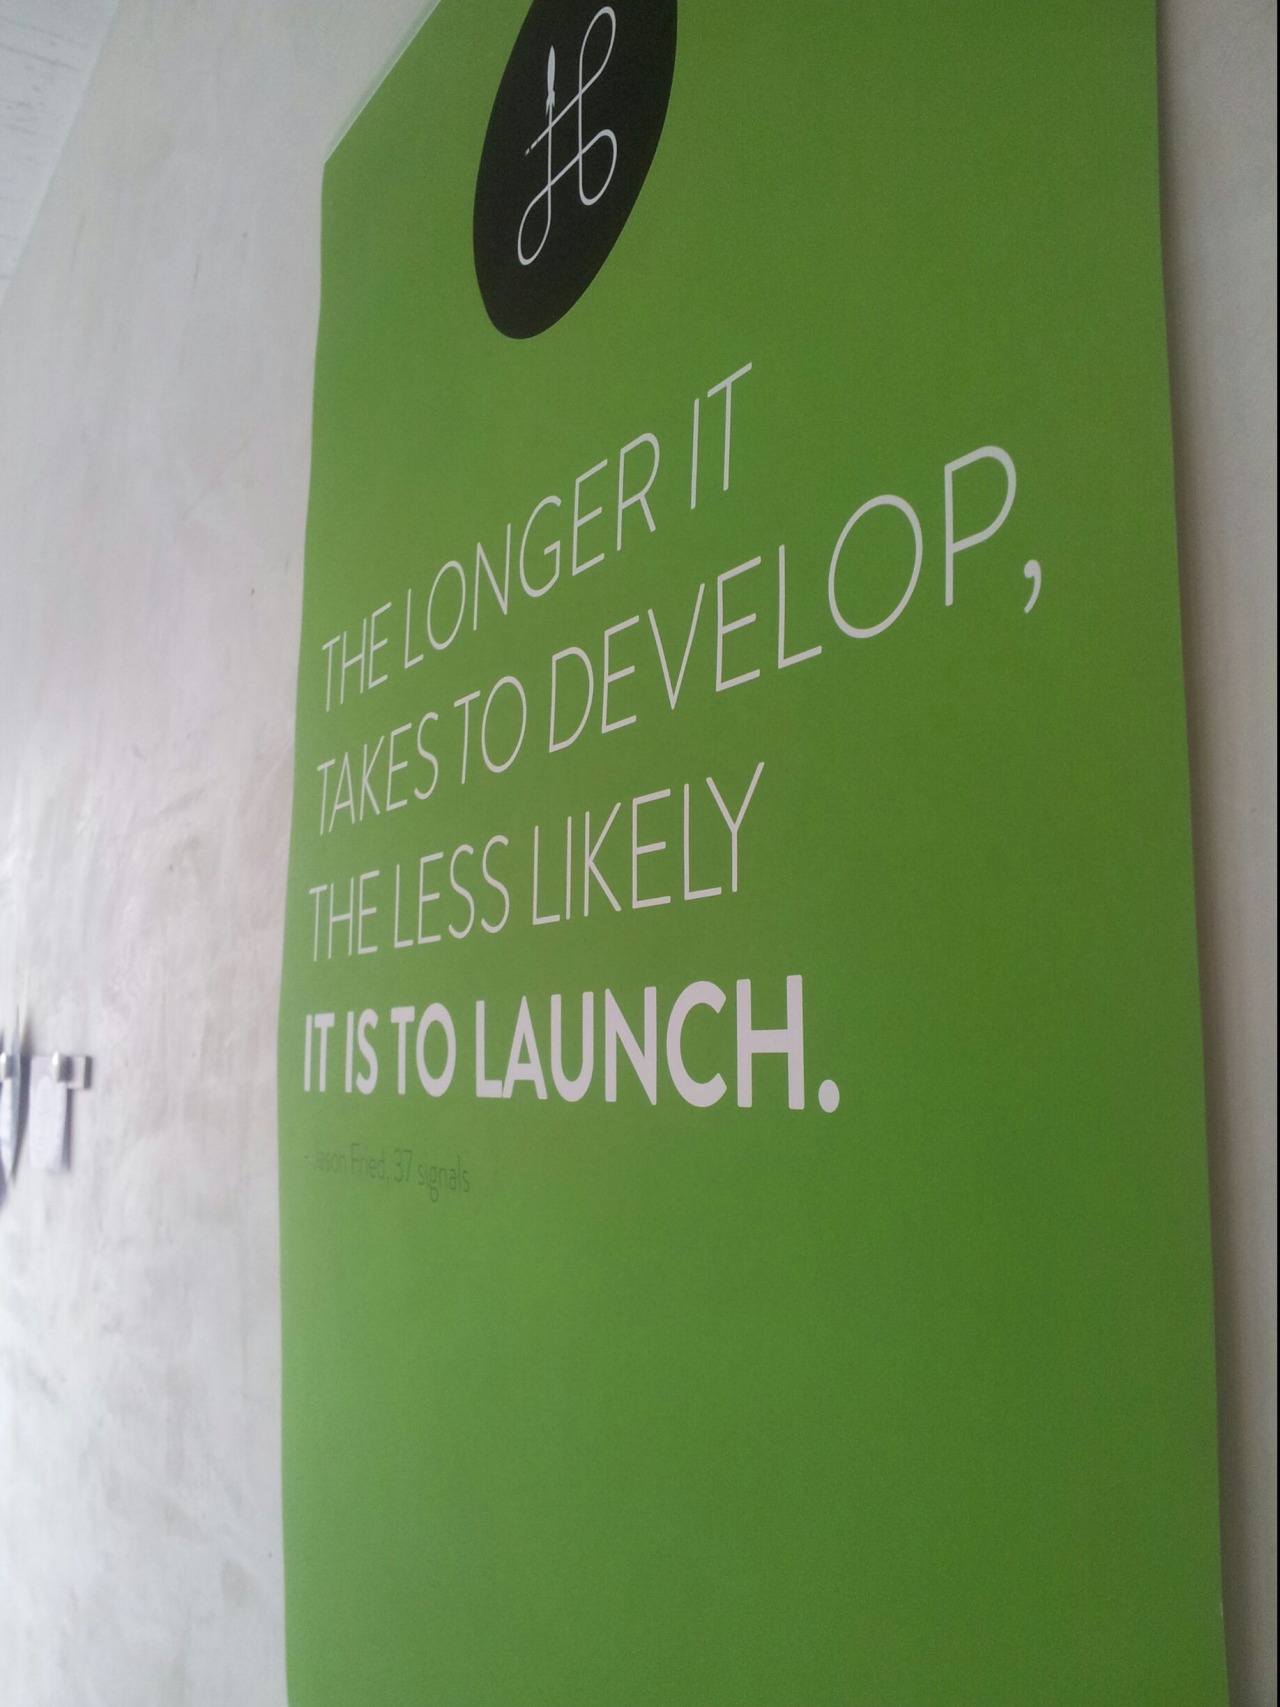 THE LONGER IT
TAKES TO DEVELOP,
THE LESS LIKELY
IT IS TO LAUNCH.
- Jason Fried, 37 signals